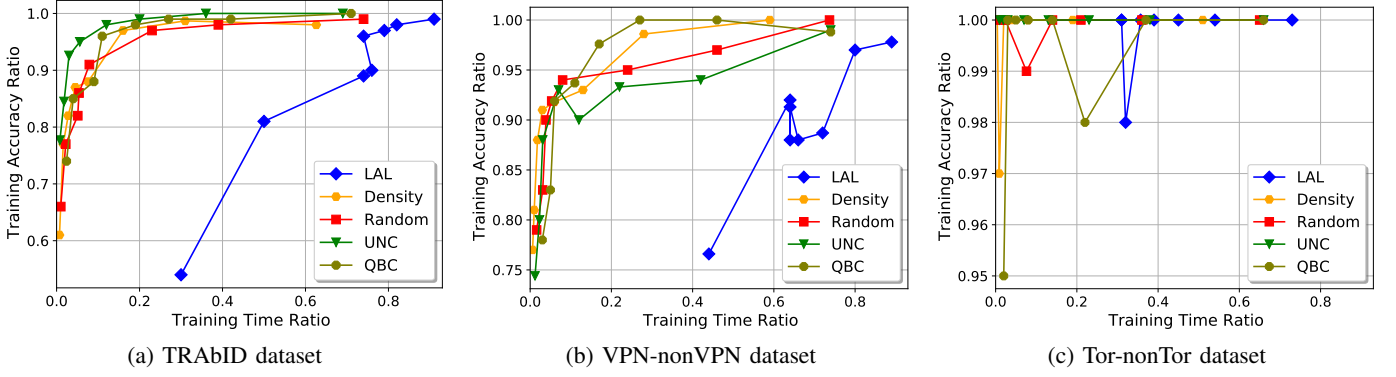 1.0
0.9
0.8
0.7
0.6
Training Accuracy Ratio
LAL
Density
Random
UNC
QBC
0.0 0.2 0.4 0.6 0.8
Training Time Ratio
(a) TRAbID dataset
1.00
0.95
0.90
0.85
0.80
0.75
Training Accuracy Ratio
LAL
Density
Random
UNC
QBC
0.0 0.2 0.4 0.6 0.8
Training Time Ratio
(b) VPN-nonVPN dataset
1.00
0.99
0.98
0.97
0.96
0.95
Training Accuracy Ratio
LAL
Density
Random
UNC
QBC
0.0 0.2 0.4 0.6 0.8
Training Time Ratio
(c) Tor-nonTor dataset